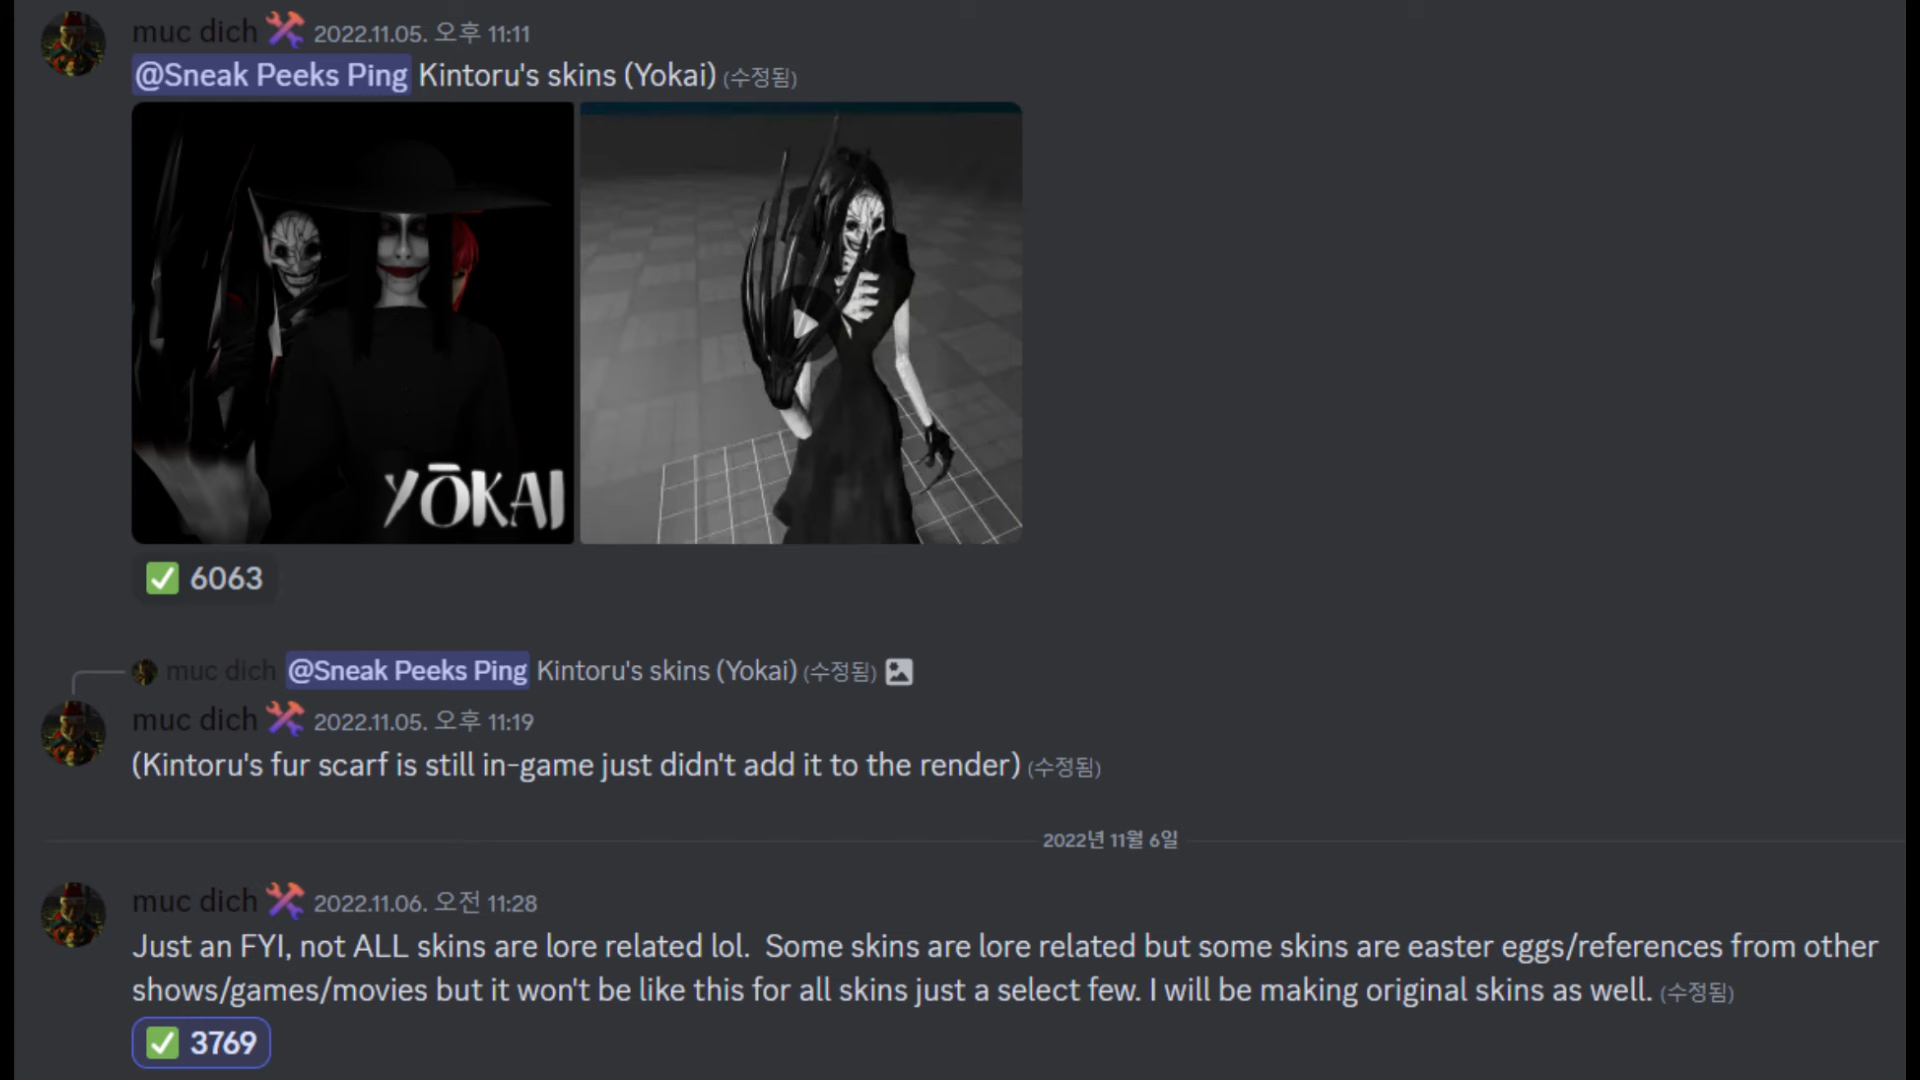 muc dich 2022.11.05. 오후 11:11
@Sneak Peeks Ping Kintoru's skins (Yokai) (수정됨)
YŌKAI
✅ 6063
muc dich @Sneak Peeks Ping Kintoru's skins (Yokai) (수정됨)
muc dich 2022.11.05. 오후 11:19
(Kintoru's fur scarf is still in-game just didn't add it to the render) (수정됨)
2022년 11월 6일
muc dich 2022.11.06. 오전 11:28
Just an FYI, not ALL skins are lore related lol. Some skins are lore related but some skins are easter eggs/references from other
shows/games/movies but it won't be like this for all skins just a select few. I will be making original skins as well. (수정됨)
✅ 3769